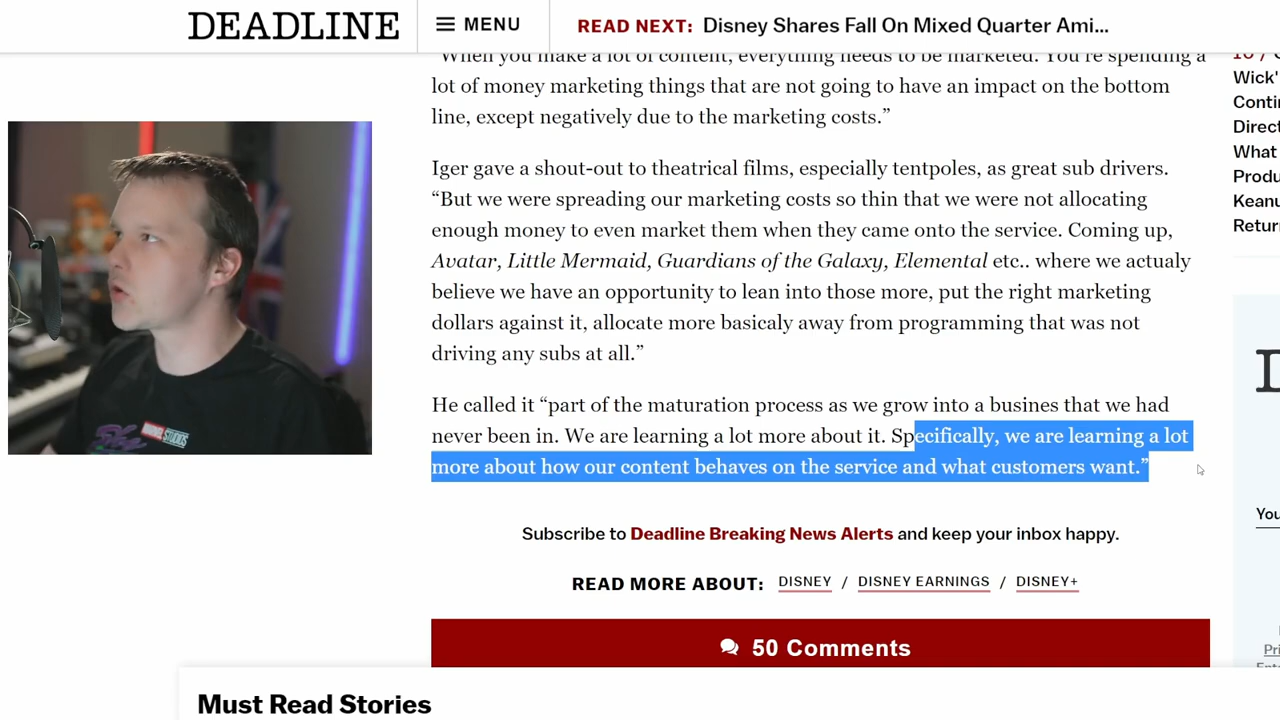 DEADLINE
MENU
READ NEXT: Disney Shares Fall On Mixed Quarter Ami...
“When you make a lot of content, everything needs to be marketed. You’re spending a
lot of money marketing things that are not going to have an impact on the bottom
line, except negatively due to the marketing costs.”
Iger gave a shout-out to theatrical films, especially tentpoles, as great sub drivers.
“But we were spreading our marketing costs so thin that we were not allocating
enough money to even market them when they came onto the service. Coming up,
Avatar, Little Mermaid, Guardians of the Galaxy, Elemental etc.. where we actualy
believe we have an opportunity to lean into those more, put the right marketing
dollars against it, allocate more basicaly away from programming that was not
driving any subs at all.”
He called it “part of the maturation process as we grow into a busines that we had
never been in. We are learning a lot more about it. Specifically, we are learning a lot
more about how our content behaves on the service and what customers want.”
Subscribe to Deadline Breaking News Alerts and keep your inbox happy.
READ MORE ABOUT: DISNEY / DISNEY EARNINGS / DISNEY+
50 Comments
Must Read Stories
Wick'
Conti
Direct
What
Produ
Keanu
Retur
D
You
Pri
MARVEL STUDIOS